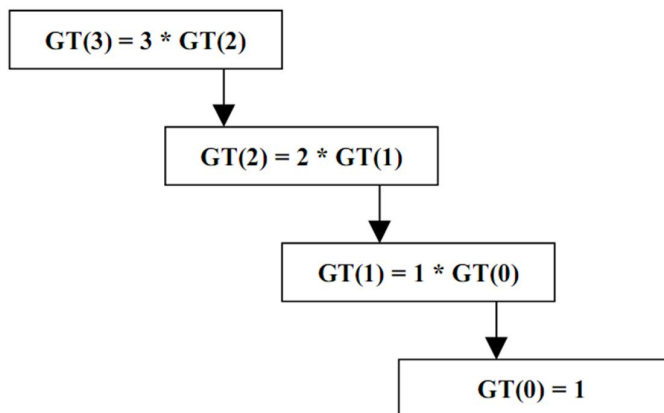 GT(3) = 3 * GT(2)
GT(2) = 2 * GT(1)
GT(1) = 1 * GT(0)
GT(0) = 1